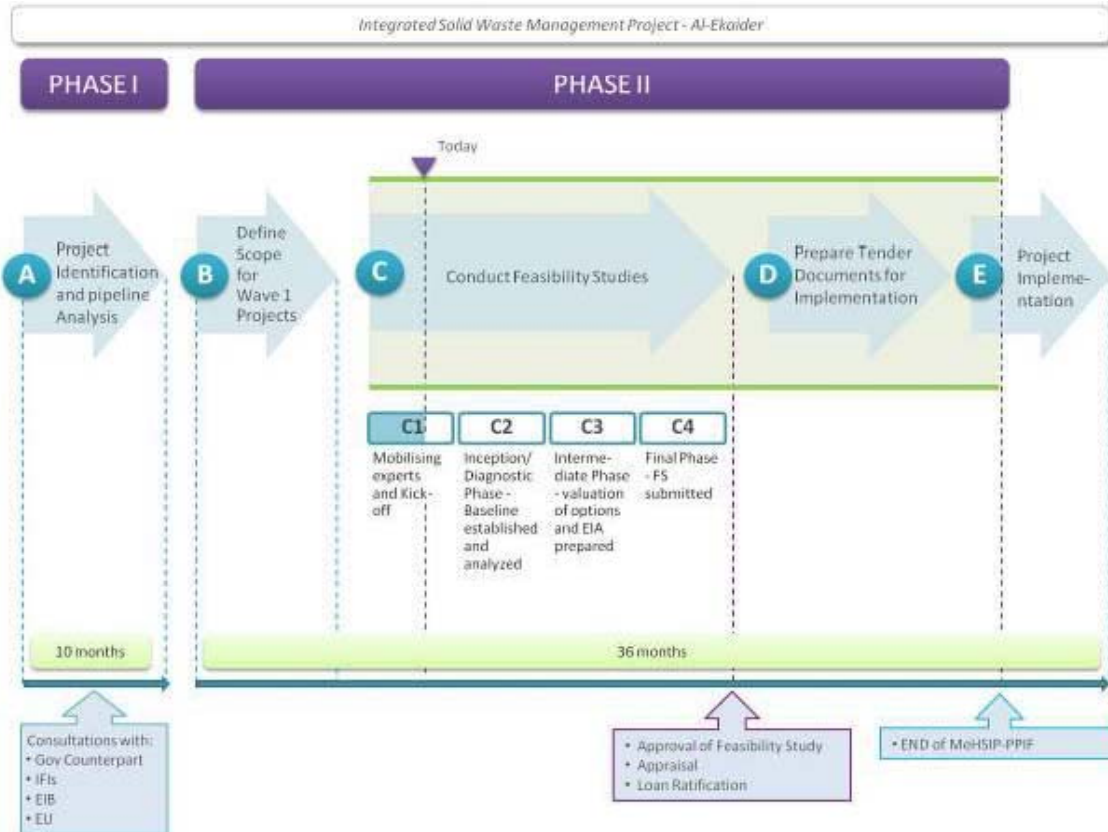 Integrated Solid Waste Management Project - Al-Ekaider
PHASE I
PHASE II
Today
A
Project
Identification
and pipeline
Analysis
B
Define
Scope
for
Wave 1
Projects
C
Conduct Feasibility Studies
D
Prepare Tender
Documents for
Implementation
E
Project
Impleme-
ntation
C1
Mobilising
experts
and Kick-
off
C2
Inception/
Diagnostic
Phase -
Baseline
established
and
analyzed
C3
Interme-
diate Phase
- valuation
of options
and EIA
prepared
C4
Final Phase
- FS
submitted
10 months
36 months
Consultations with:
• Gov Counterpart
• IFIs
• EIB
• EU
• Approval of Feasibility Study
• Appraisal
• Loan Ratification
• END of MeHSIP-PPIF